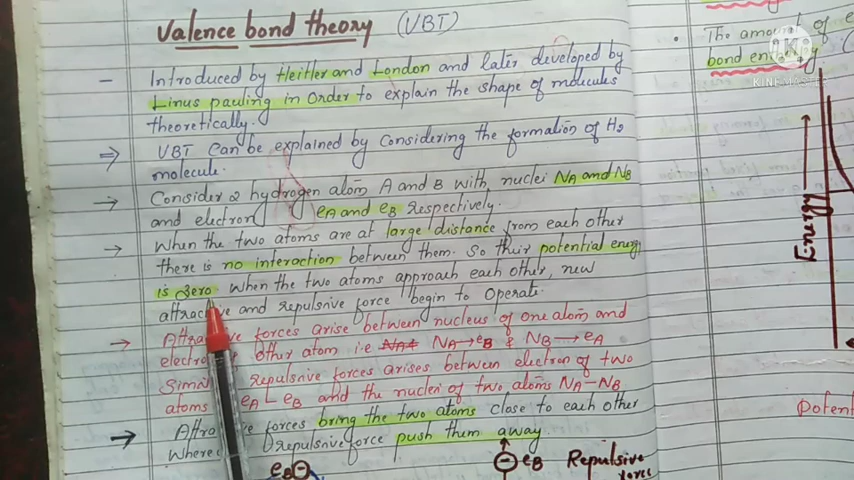 Valence bond theory (VBT)
- Introduced by Heitler and London and later developed by
Linus pauling in order to explain the shape of molecules
theoretically.
⇒ VBT can be explained by considering the formation of H2
molecule.
→ Consider 2 hydrogen atom A and B with nuclei NA and NB
and electron eA and eB respectively.
→ When the two atoms are at large distance from each other
there is no interaction between them. So their potential energy
is zero when the two atoms approach each other, new
and repulsive force begin to operate.
→ forces arise between nucleus of one atom and
other atom i.e NA→eB & NB→eA
repulsive forces arises between electron of two
atoms eA-eB and the nuclei of two atoms NA-NB
→ forces bring the two atoms close to each other
repulsive force push them away.
eB
eB
Repulsive
force
• The amount of
bond energy
KINEMASTER
Energy →
Poten